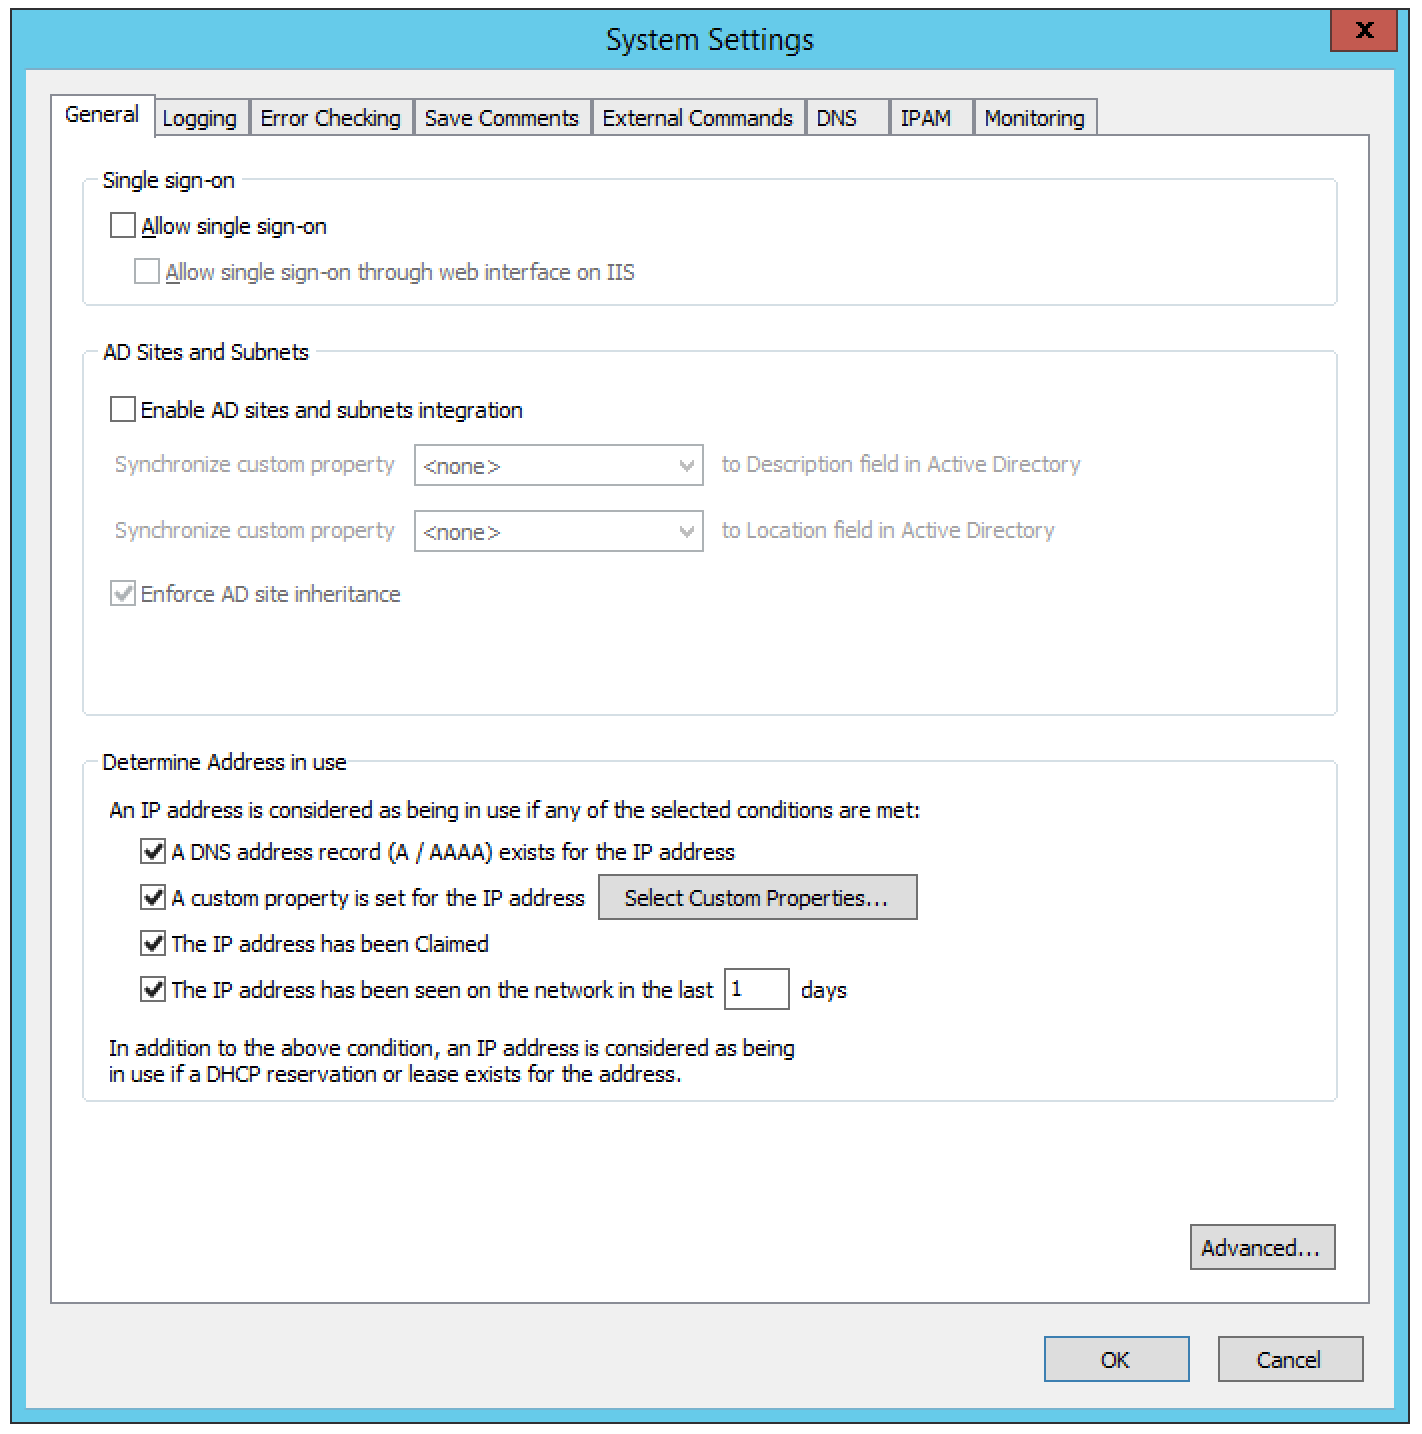 System Settings
x
General Logging Error Checking Save Comments External Commands DNS IPAM Monitoring
Single sign-on
Allow single sign-on
Allow single sign-on through web interface on IIS
AD Sites and Subnets
Enable AD sites and subnets integration
Synchronize custom property <none> to Description field in Active Directory
Synchronize custom property <none> to Location field in Active Directory
Enforce AD site inheritance
Determine Address in use
An IP address is considered as being in use if any of the selected conditions are met:
A DNS address record (A / AAAA) exists for the IP address
A custom property is set for the IP address Select Custom Properties...
The IP address has been Claimed
The IP address has been seen on the network in the last 1 days
In addition to the above condition, an IP address is considered as being
in use if a DHCP reservation or lease exists for the address.
Advanced...
OK Cancel